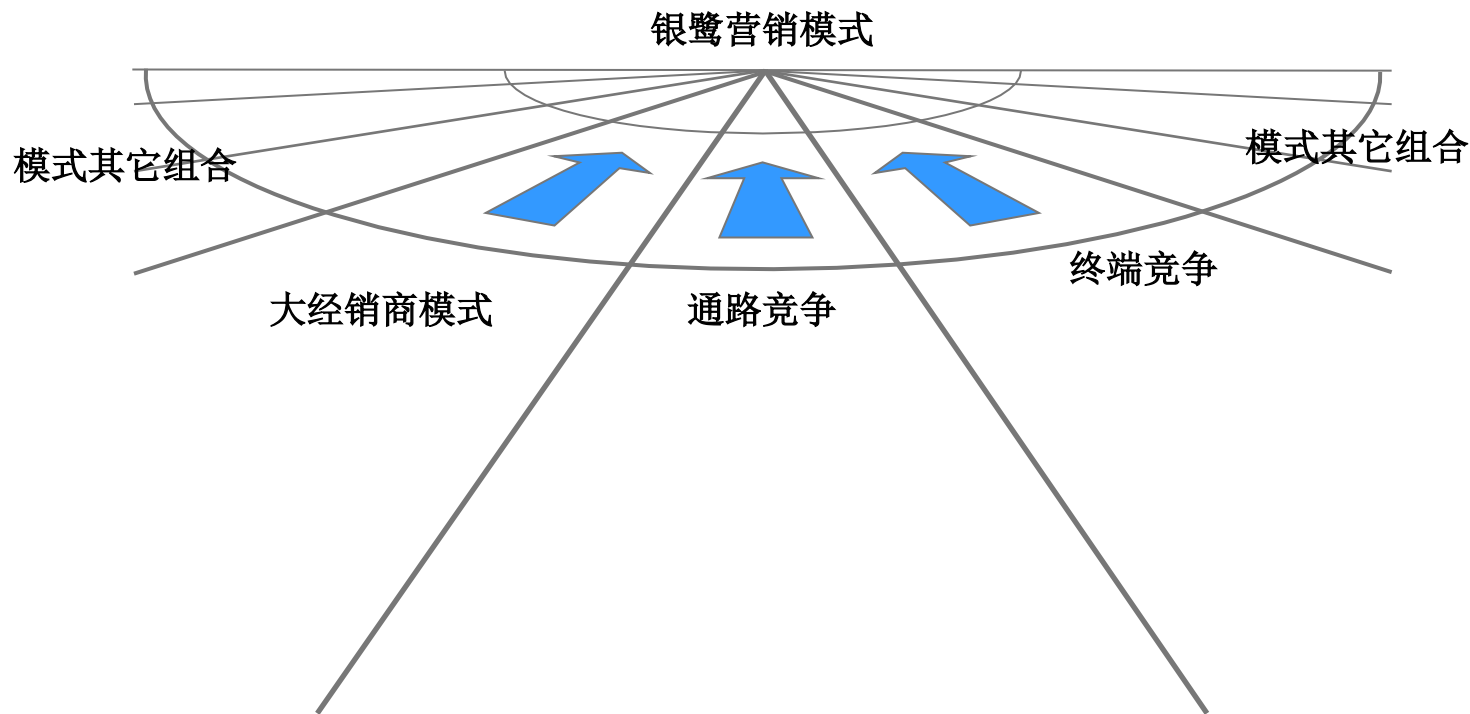 银鹭营销模式
模式其它组合
模式其它组合
终端竞争
大经销商模式
通路竞争